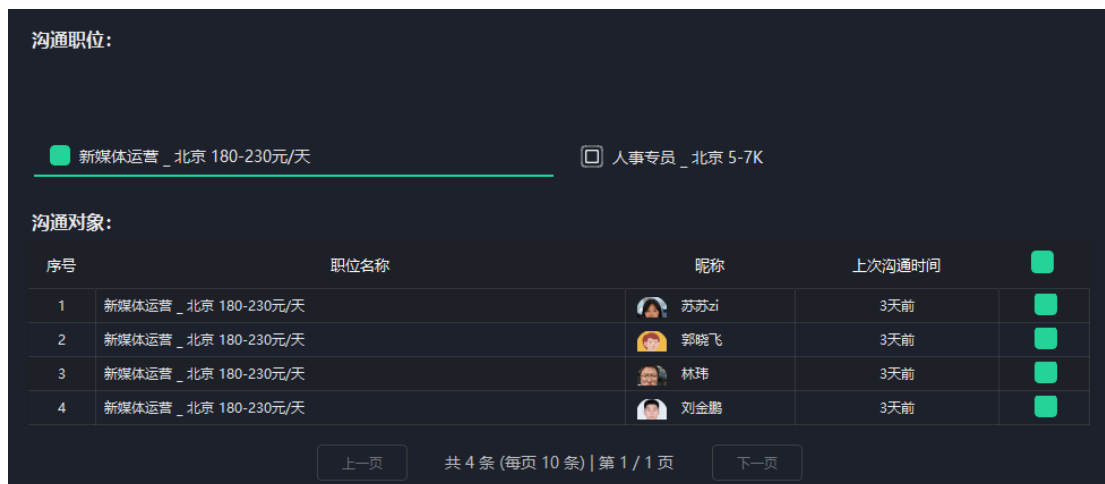 沟通职位：
新媒体运营 _ 北京 180-230元/天 人事专员 _ 北京 5-7K
沟通对象：
序号 职位名称 昵称 上次沟通时间
1 新媒体运营 _ 北京 180-230元/天 苏苏zi 3天前
2 新媒体运营 _ 北京 180-230元/天 郭晓飞 3天前
3 新媒体运营 _ 北京 180-230元/天 林玮 3天前
4 新媒体运营 _ 北京 180-230元/天 刘金鹏 3天前
上一页 共 4 条 (每页 10 条) | 第 1 / 1 页 下一页